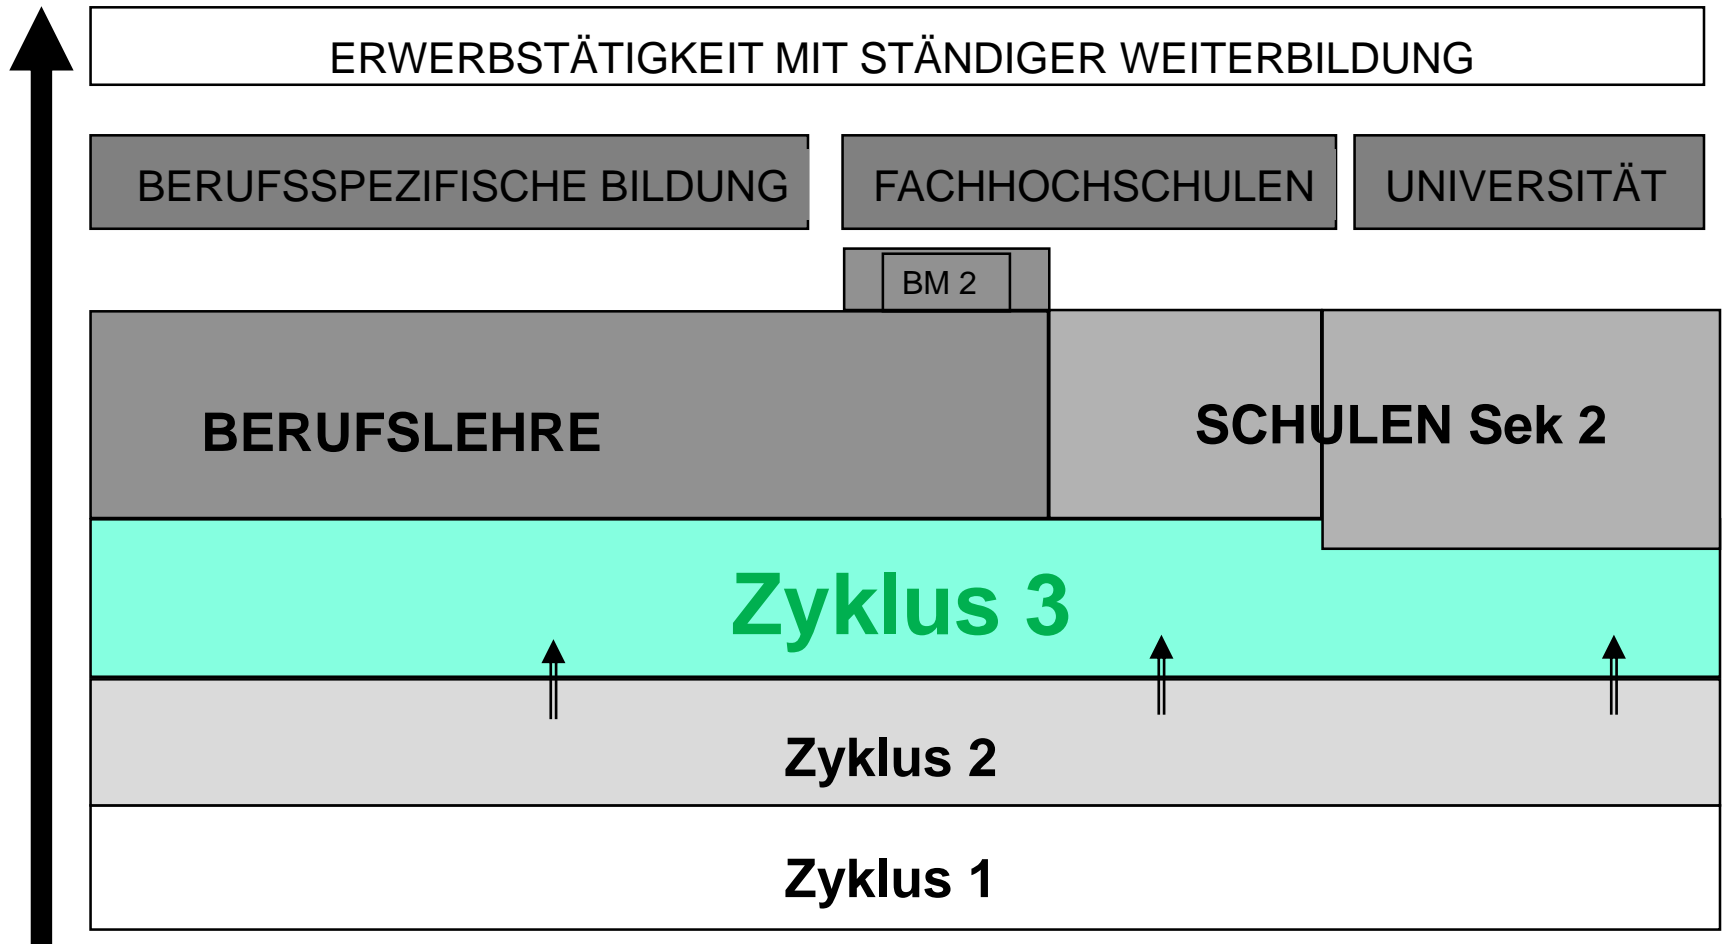 ERWERBSTÄTIGKEIT MIT STÄNDIGER WEITERBILDUNG
BERUFSSPEZIFISCHE BILDUNG
FACHHOCHSCHULEN
UNIVERSITÄT
BM 2
BERUFSLEHRE
SCHULEN Sek 2
Zyklus 3
Zyklus 2
Zyklus 1